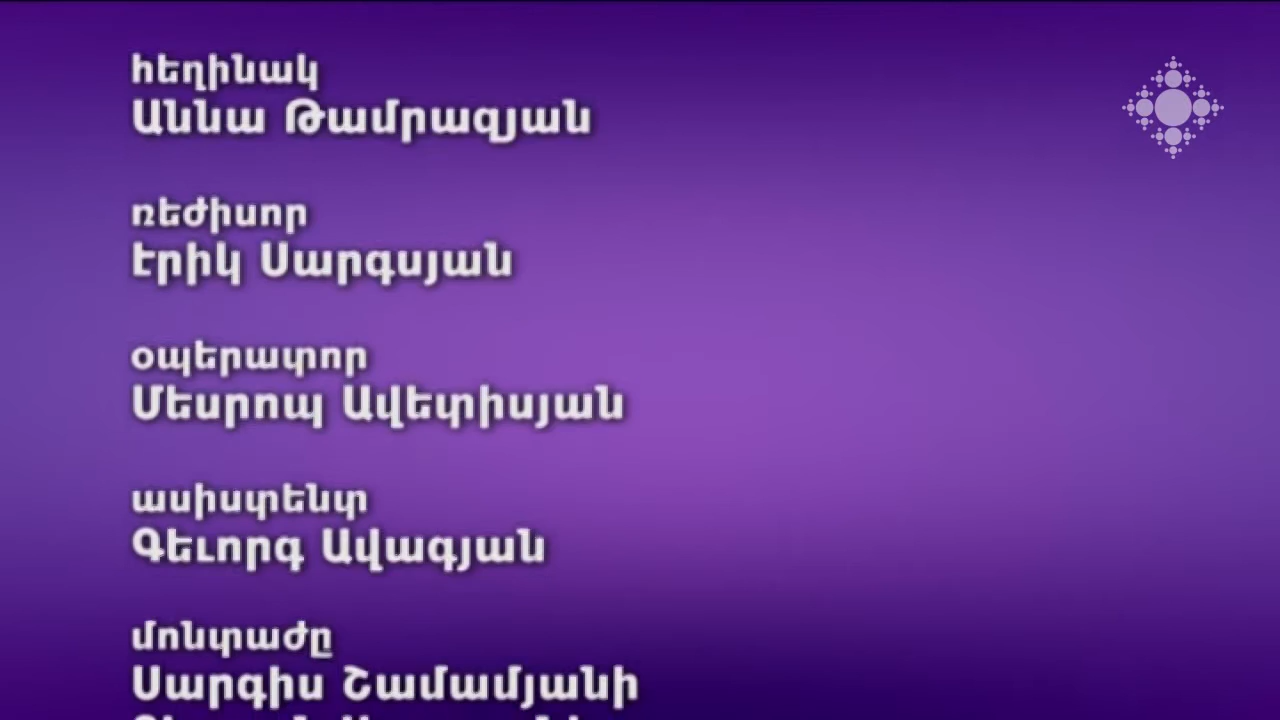 հեղինակ
Աննա Թամրազյան
ռեժիսոր
Էրիկ Սարգսյան
օպերատոր
Մեսրոպ Ավետիսյան
ասիստենտ
Գեւորգ Ավագյան
մոնտաժը
Սարգիս Շամամյանի